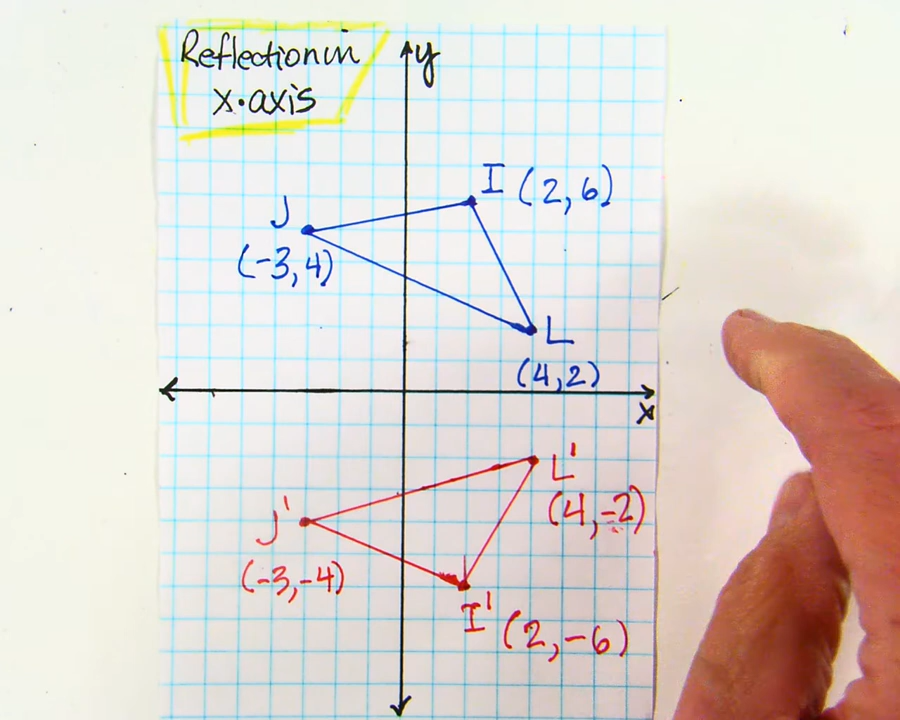 Reflection in
x-axis
y
I (2,6)
J
(-3,4)
L
(4,2)
x
L'
(4,-2)
J'
(-3,-4)
I' (2,-6)